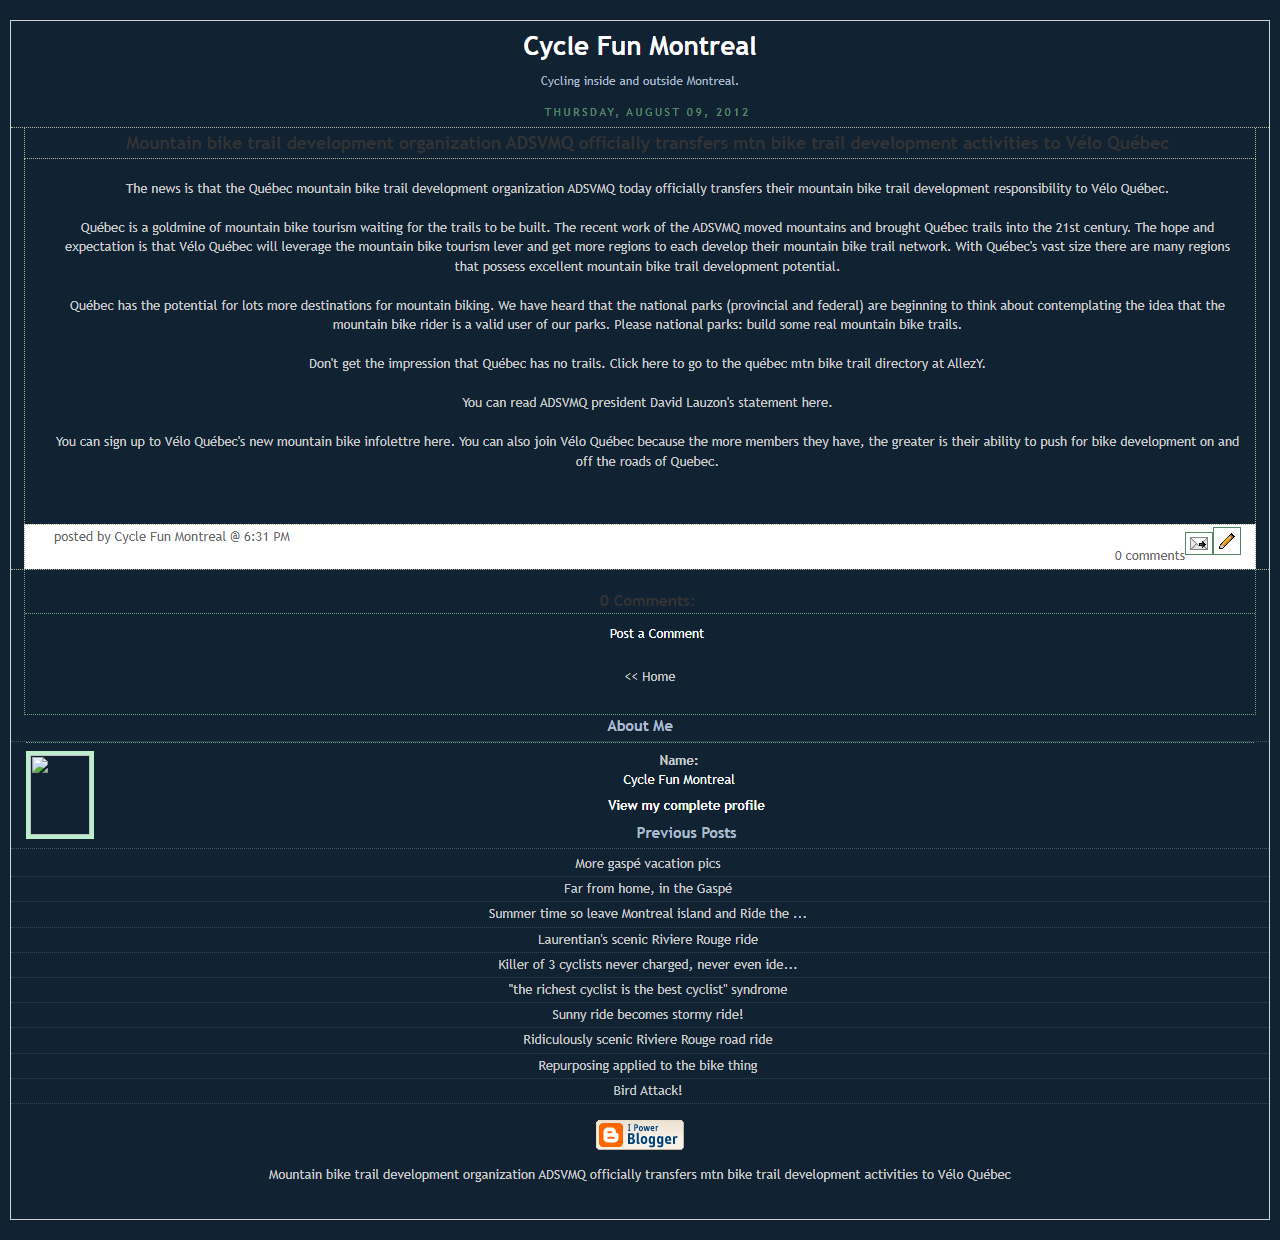 Cycle Fun Montreal
Cycling inside and outside Montreal.
THURSDAY, AUGUST 09, 2012
Mountain bike trail development organization ADSVMQ officially transfers mtn bike trail development activities to Vélo Québec
The news is that the Québec mountain bike trail development organization ADSVMQ today officially transfers their mountain bike trail development responsibility to Vélo Québec.
Québec is a goldmine of mountain bike tourism waiting for the trails to be built. The recent work of the ADSVMQ moved mountains and brought Québec trails into the 21st century. The hope and
expectation is that Vélo Québec will leverage the mountain bike tourism lever and get more regions to each develop their mountain bike trail network. With Québec's vast size there are many regions
that possess excellent mountain bike trail development potential.
Québec has the potential for lots more destinations for mountain biking. We have heard that the national parks (provincial and federal) are beginning to think about contemplating the idea that the
mountain bike rider is a valid user of our parks. Please national parks: build some real mountain bike trails.
Don't get the impression that Québec has no trails. Click here to go to the québec mtn bike trail directory at AllezY.
You can read ADSVMQ president David Lauzon's statement here.
You can sign up to Vélo Québec's new mountain bike infolettre here. You can also join Vélo Québec because the more members they have, the greater is their ability to push for bike development on and
off the roads of Quebec.
posted by Cycle Fun Montreal @ 6:31 PM
0 comments
0 Comments:
Post a Comment
<< Home
About Me
Name:
Cycle Fun Montreal
View my complete profile
Previous Posts
More gaspé vacation pics
Far from home, in the Gaspé
Summer time so leave Montreal island and Ride the ...
Laurentian's scenic Riviere Rouge ride
Killer of 3 cyclists never charged, never even ide...
"the richest cyclist is the best cyclist" syndrome
Sunny ride becomes stormy ride!
Ridiculously scenic Riviere Rouge road ride
Repurposing applied to the bike thing
Bird Attack!
I Power
Blogger
Mountain bike trail development organization ADSVMQ officially transfers mtn bike trail development activities to Vélo Québec